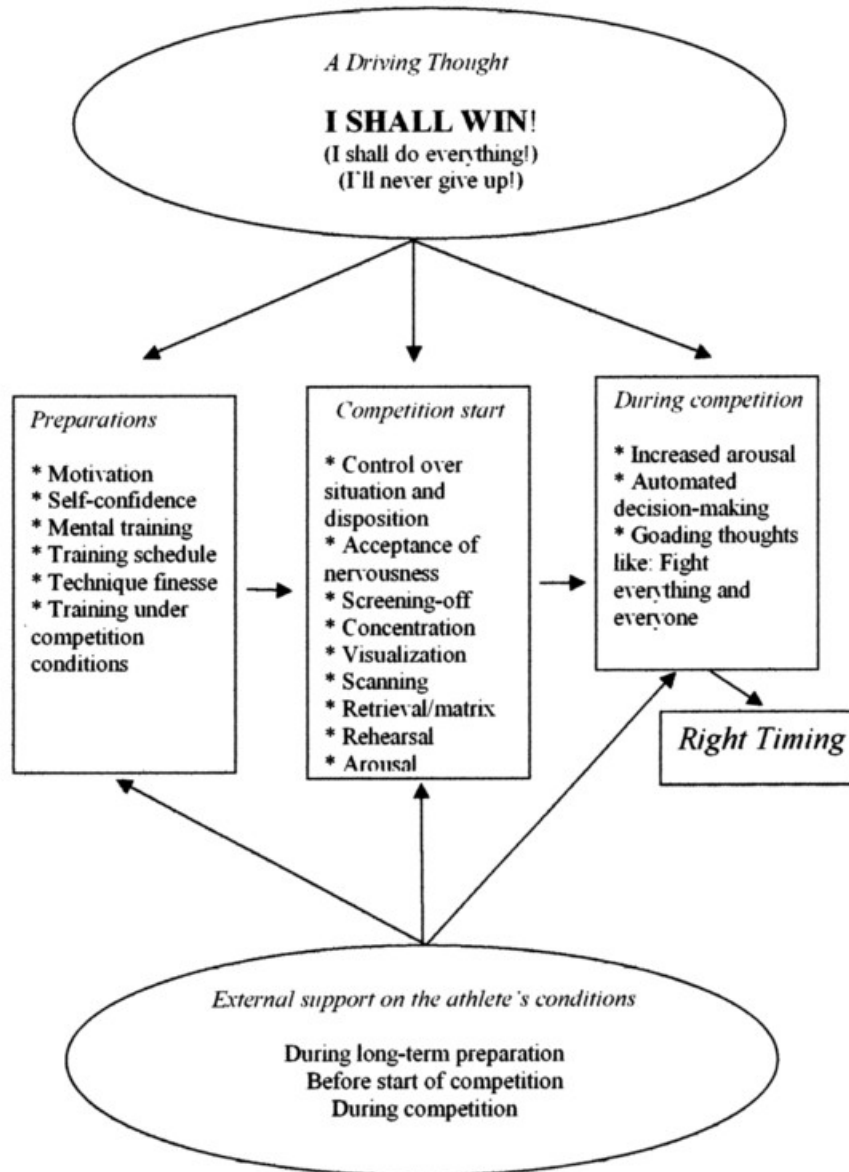 A Driving Thought
I SHALL WIN!
(I shall do everything!)
(I`ll never give up!)
Preparations
* Motivation
* Self-confidence
* Mental training
* Training schedule
* Technique finesse
* Training under
competition
conditions
Competition start
* Control over
situation and
disposition
* Acceptance of
nervousness
* Screening-off
* Concentration
* Visualization
* Scanning
* Retrieval/matrix
* Rehearsal
* Arousal
During competition
* Increased arousal
* Automated
decision-making
* Goading thoughts
like: Fight
everything and
everyone
Right Timing
External support on the athlete`s conditions
During long-term preparation
Before start of competition
During competition